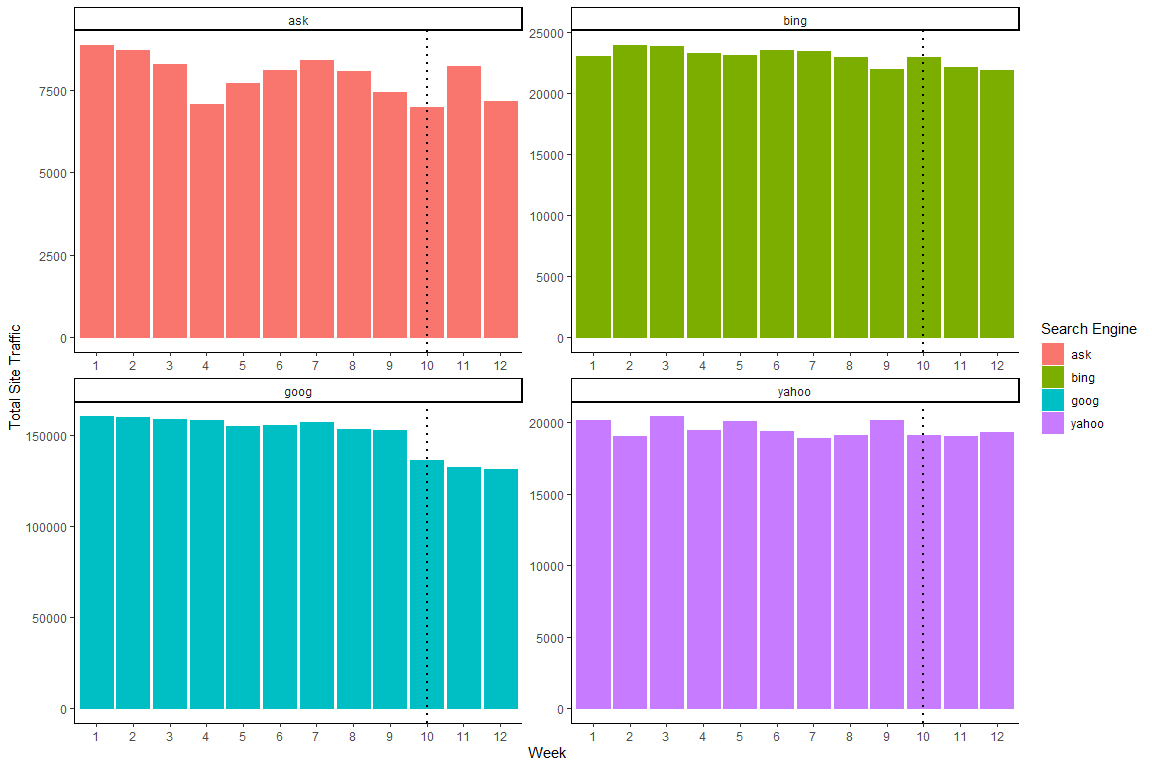 ask
7500
5000
2500
0
1 2 3 4 5 6 7 8 9 10 11 12
bing
25000
20000
15000
10000
5000
0
1 2 3 4 5 6 7 8 9 10 11 12
goog
150000
100000
50000
0
1 2 3 4 5 6 7 8 9 10 11 12
yahoo
20000
15000
10000
5000
0
1 2 3 4 5 6 7 8 9 10 11 12
Total Site Traffic
Week
Search Engine
ask
bing
goog
yahoo